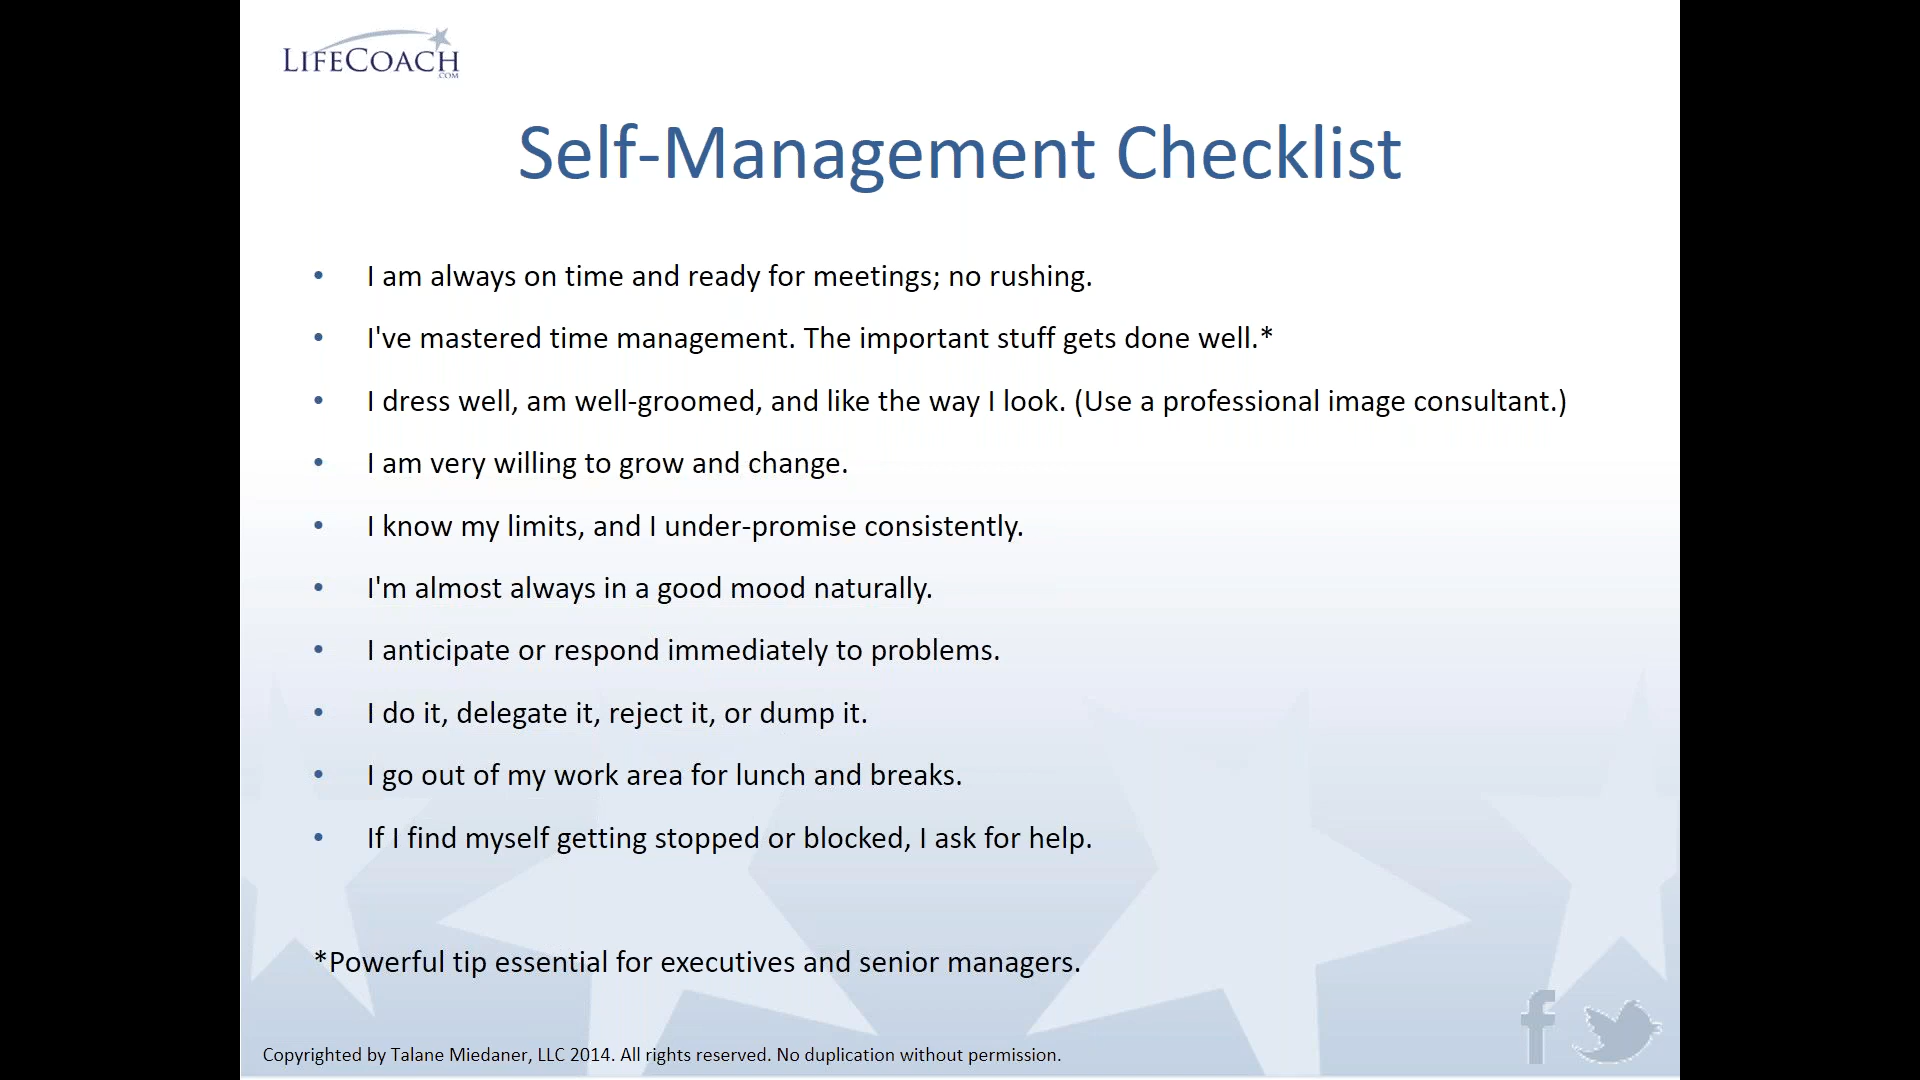 LIFECOACH
.COM
Self-Management Checklist
• I am always on time and ready for meetings; no rushing.
• I've mastered time management. The important stuff gets done well.*
• I dress well, am well-groomed, and like the way I look. (Use a professional image consultant.)
• I am very willing to grow and change.
• I know my limits, and I under-promise consistently.
• I'm almost always in a good mood naturally.
• I anticipate or respond immediately to problems.
• I do it, delegate it, reject it, or dump it.
• I go out of my work area for lunch and breaks.
• If I find myself getting stopped or blocked, I ask for help.
*Powerful tip essential for executives and senior managers.
Copyrighted by Talane Miedaner, LLC 2014. All rights reserved. No duplication without permission.